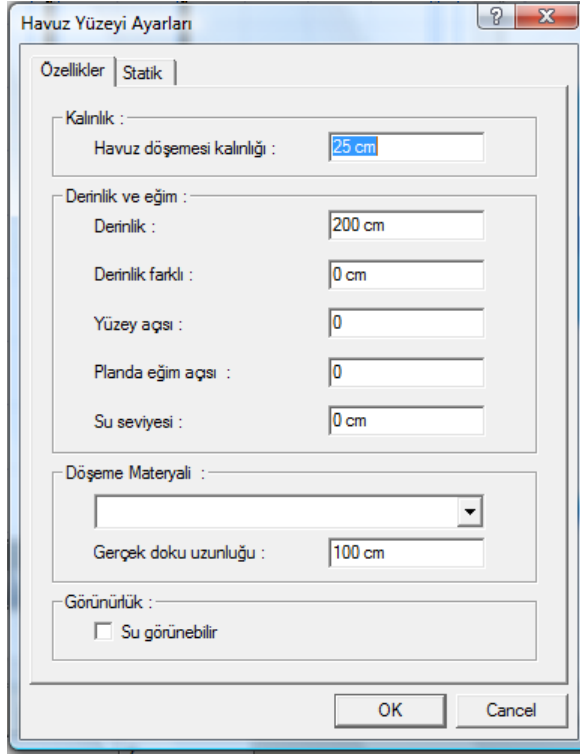 Havuz Yüzeyi Ayarları
Özellikler Statik
Kalınlık :
Havuz döşemesi kalınlığı : 25 cm
Derinlik ve eğim :
Derinlik : 200 cm
Derinlik farklı : 0 cm
Yüzey açısı : 0
Planda eğim açısı : 0
Su seviyesi : 0 cm
Döşeme Materyali :
Gerçek doku uzunluğu : 100 cm
Görünürlük :
Su görünebilir
OK Cancel